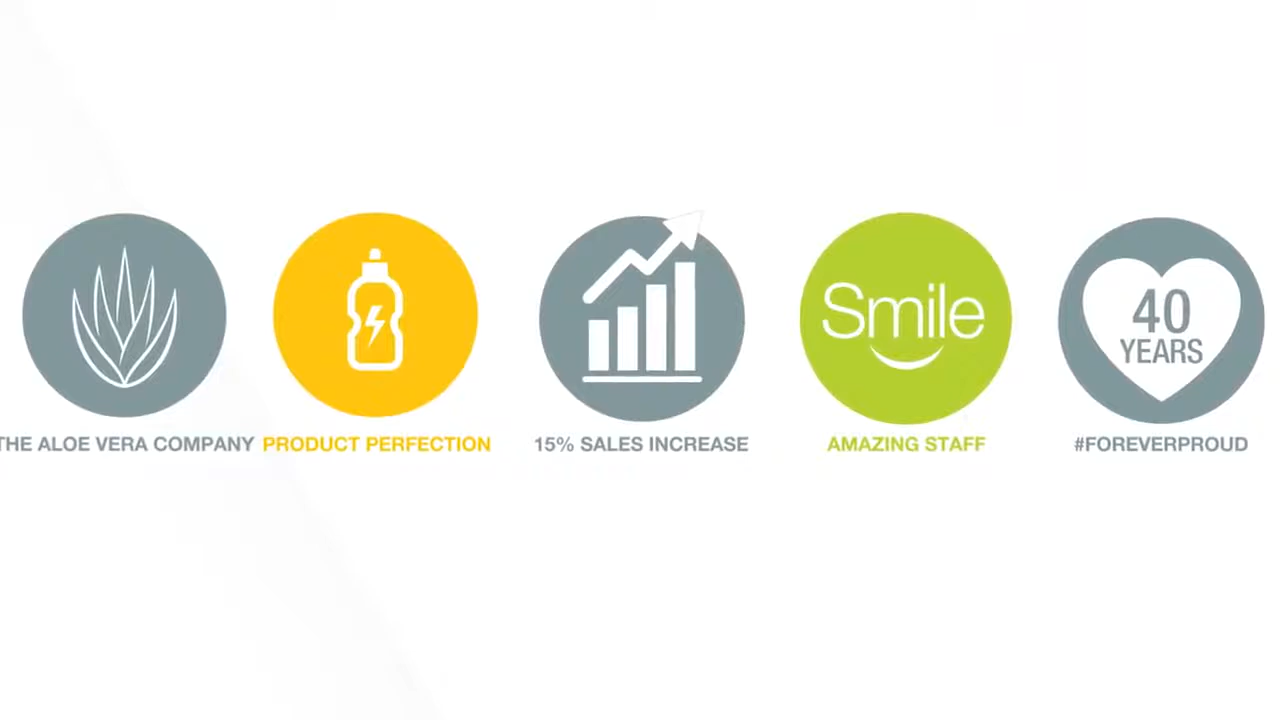 Smile
40
YEARS
THE ALOE VERA COMPANY
PRODUCT PERFECTION
15% SALES INCREASE
AMAZING STAFF
#FOREVERPROUD